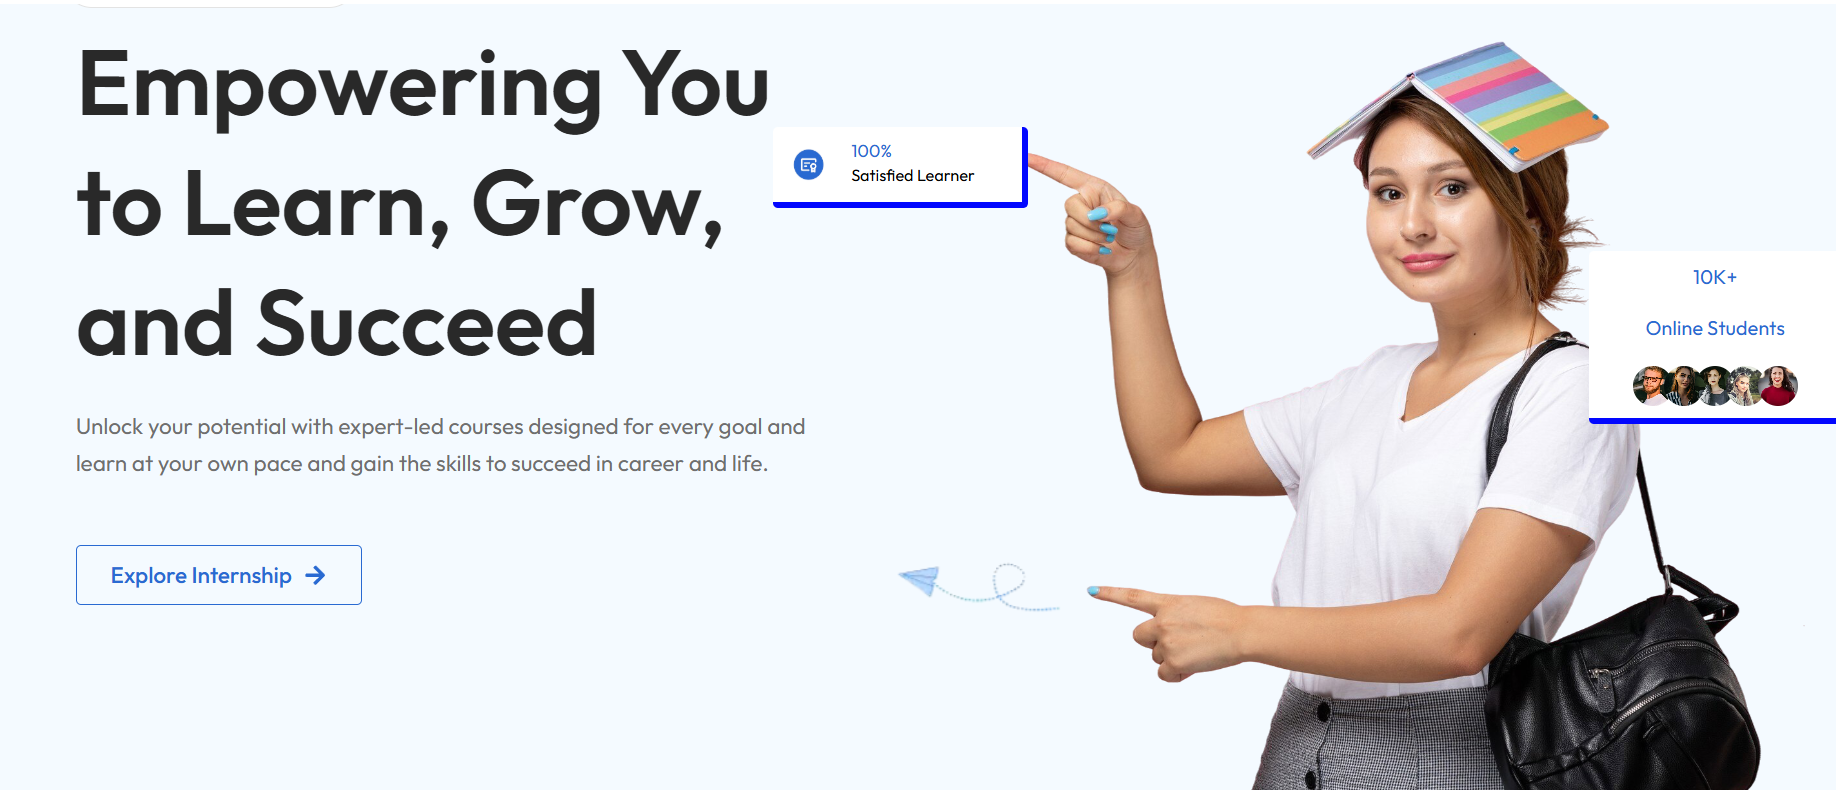 Empowering You
to Learn, Grow,
and Succeed
Unlock your potential with expert-led courses designed for every goal and
learn at your own pace and gain the skills to succeed in career and life.
Explore Internship
100%
Satisfied Learner
10K+
Online Students